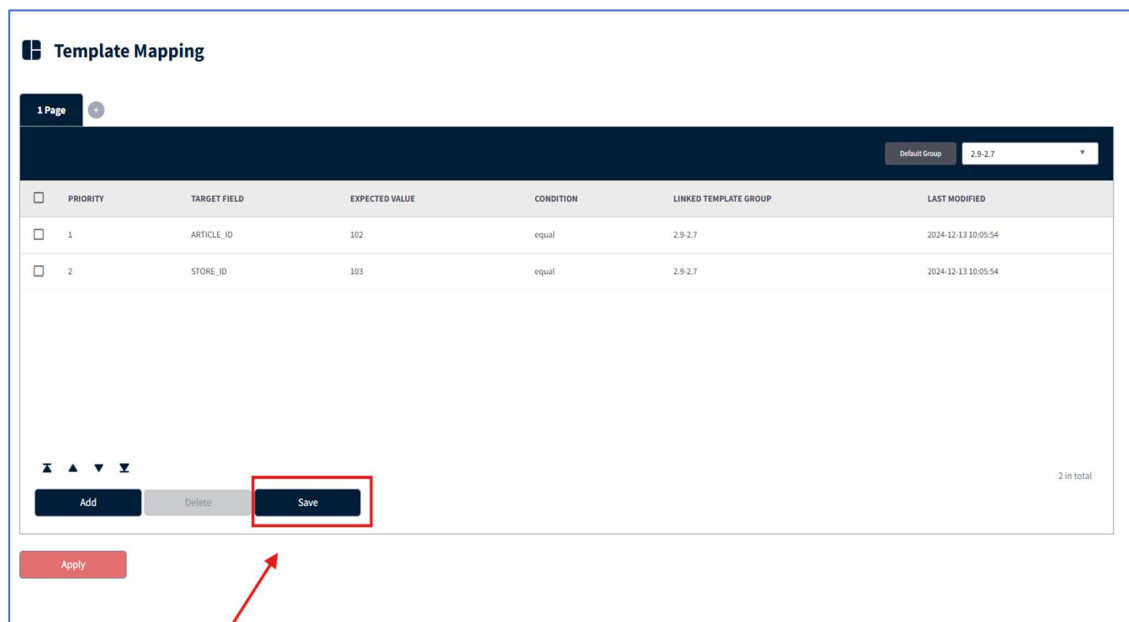 Template Mapping
1 Page +
Default Group 2.9-2.7
PRIORITY TARGET FIELD EXPECTED VALUE CONDITION LINKED TEMPLATE GROUP LAST MODIFIED
1 ARTICLE_ID 102 equal 2.9-2.7 2024-12-13 10:05:54
2 STORE_ID 103 equal 2.9-2.7 2024-12-13 10:05:54
2 in total
Add Delete Save
Apply